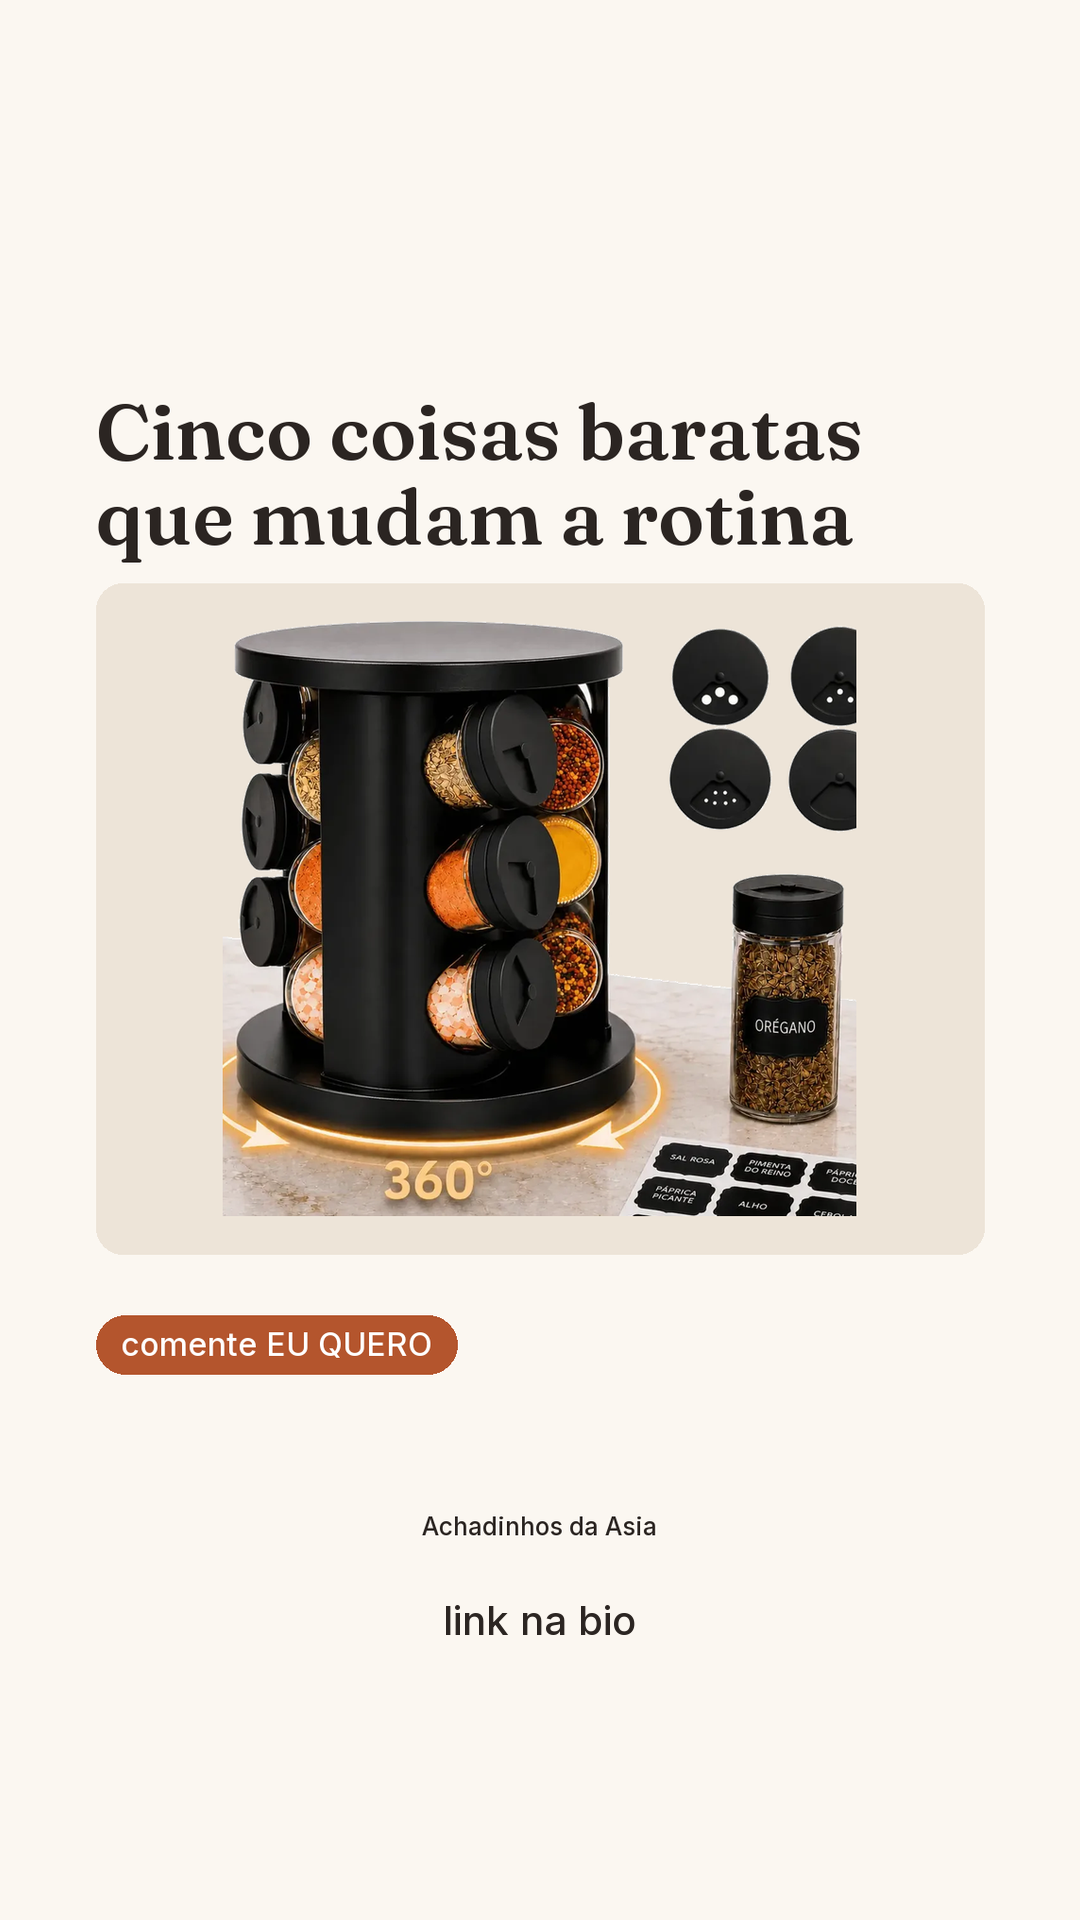 Cinco coisas baratas
que mudam a rotina
ORÉGANO
360°
SAL ROSA
PIMENTA
DO REINO
PÁPRICA
PICANTE
ALHO
comente EU QUERO
Achadinhos da Asia
link na bio